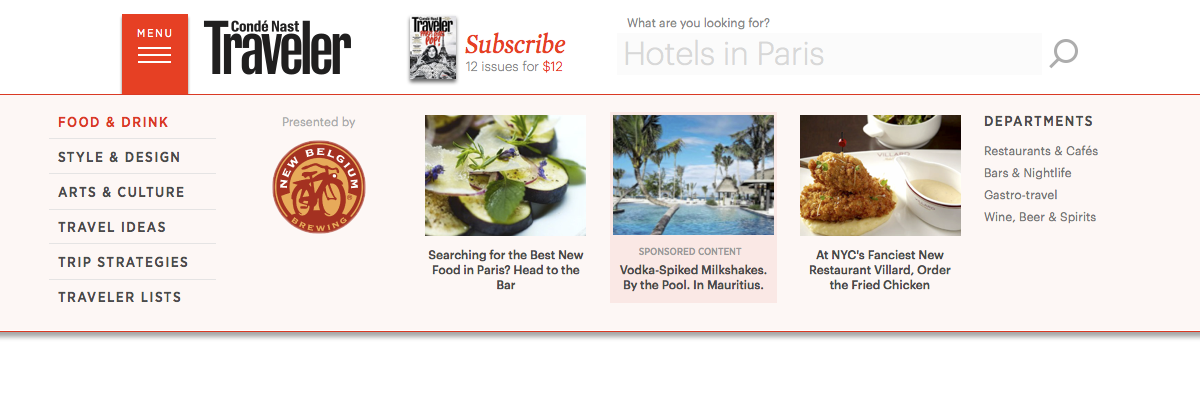 MENU
Condé Nast
Traveler
Traveler
POP!
Subscribe
12 issues for $12
What are you looking for?
Hotels in Paris
FOOD & DRINK
STYLE & DESIGN
ARTS & CULTURE
TRAVEL IDEAS
TRIP STRATEGIES
TRAVELER LISTS
Presented by
NEW BELGIUM
BREWING
Searching for the Best New
Food in Paris? Head to the
Bar
SPONSORED CONTENT
Vodka-Spiked Milkshakes.
By the Pool. In Mauritius.
VILLARD
At NYC's Fanciest New
Restaurant Villard, Order
the Fried Chicken
DEPARTMENTS
Restaurants & Cafés
Bars & Nightlife
Gastro-travel
Wine, Beer & Spirits